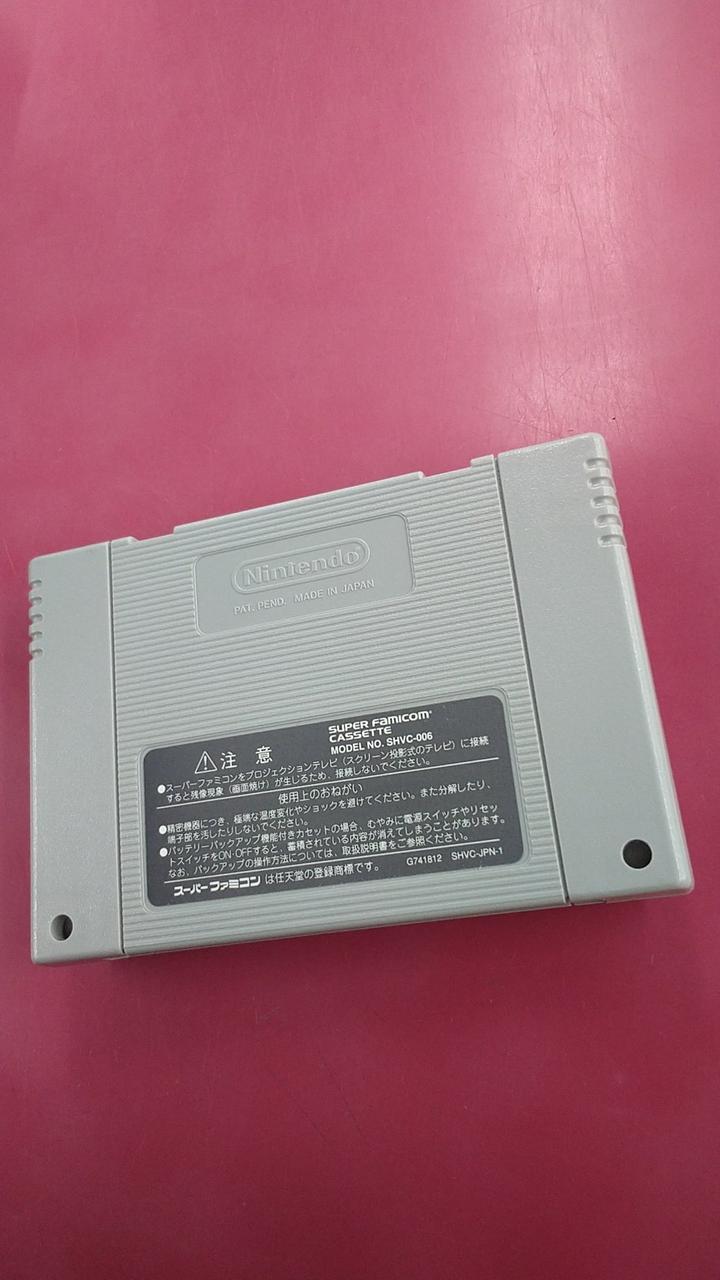 Nintendo
PAT. PEND. MADE IN JAPAN
SUPER FAMICOM®
CASSETTE
MODEL NO. SHVC-006
注意
●スーパーファミコンをプロジェクションテレビ(スクリーン投影式のテレビ)に接続
すると残像現象(画面焼け)が生じるため、接続しないでください。
使用上のおねがい
●精密機器につき、極端な温度変化やショックを避けてください。また分解したり、
端子部を汚したりしないでください。
●バッテリーバックアップ機能付きカセットの場合、むやみに電源スイッチやリセッ
トスイッチをON・OFFすると、蓄積されている内容が消えてしまうことがあります。
なお、バックアップの操作方法については、取扱説明書をご参照ください。
G741812 SHVC-JPN-1
スーパーファミコン は任天堂の登録商標です。